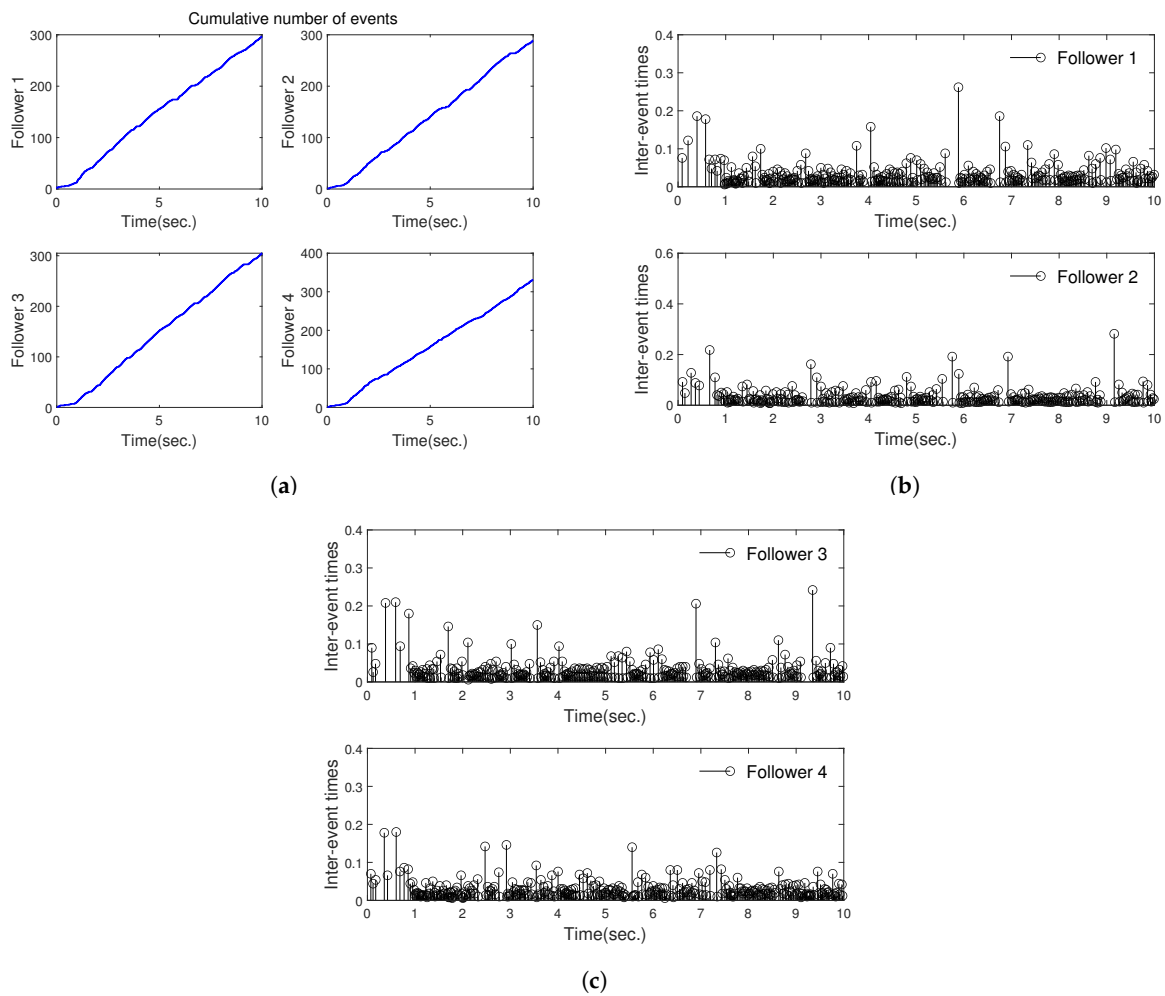 Cumulative number of events
300
200
100
0
Follower 1
0 5 10
Time(sec.)
300
200
100
0
Follower 2
0 5 10
Time(sec.)
300
200
100
0
Follower 3
0 5 10
Time(sec.)
400
300
200
100
0
Follower 4
0 5 10
Time(sec.)
(a)
0.4
0.3
0.2
0.1
0
Inter-event times
Follower 1
0 1 2 3 4 5 6 7 8 9 10
Time(sec.)
0.6
0.4
0.2
0
Inter-event times
Follower 2
0 1 2 3 4 5 6 7 8 9 10
Time(sec.)
(b)
0.4
0.3
0.2
0.1
0
Inter-event times
Follower 3
0 1 2 3 4 5 6 7 8 9 10
Time(sec.)
0.4
0.3
0.2
0.1
0
Inter-event times
Follower 4
0 1 2 3 4 5 6 7 8 9 10
Time(sec.)
(c)